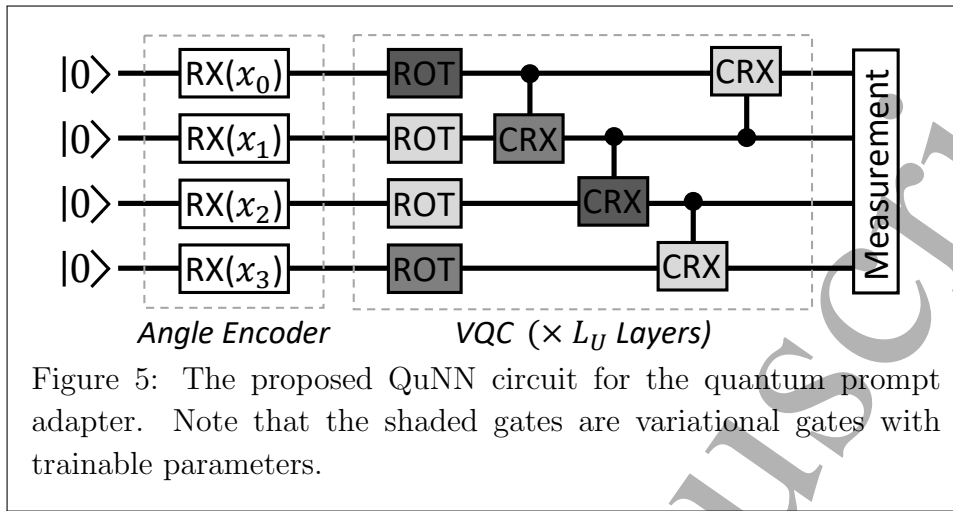 |0⟩ RX(x₀) ROT CRX
|0⟩ RX(x₁) ROT CRX
|0⟩ RX(x₂) ROT CRX
|0⟩ RX(x₃) ROT CRX
Measurement
Angle Encoder VQC (× L_U Layers)
Figure 5: The proposed QuNN circuit for the quantum prompt
adapter. Note that the shaded gates are variational gates with
trainable parameters.